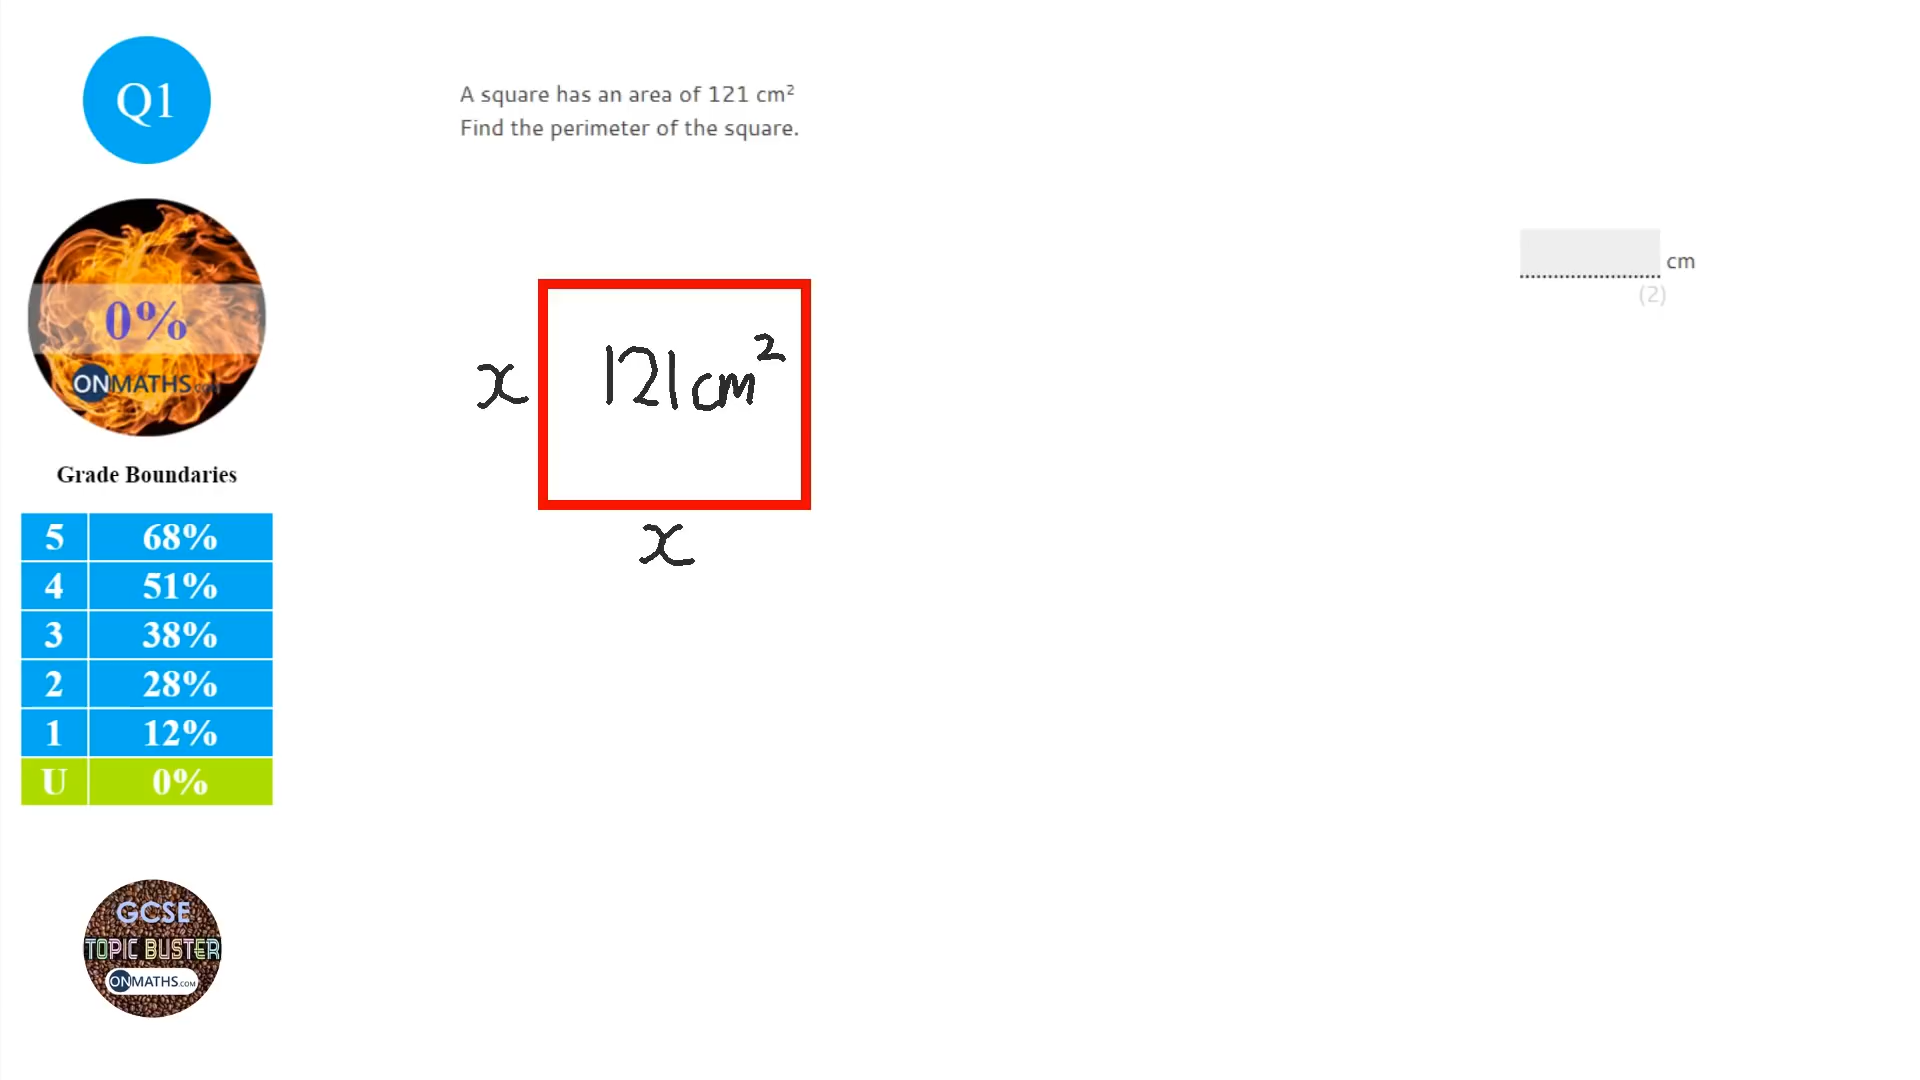 Q1
A square has an area of 121 cm²
Find the perimeter of the square.
cm
(2)
0%
ONMATHS.com
x
121cm²
x
Grade Boundaries
5 68%
4 51%
3 38%
2 28%
1 12%
U 0%
GCSE
TOPIC BUSTER
ONMATHS.COM